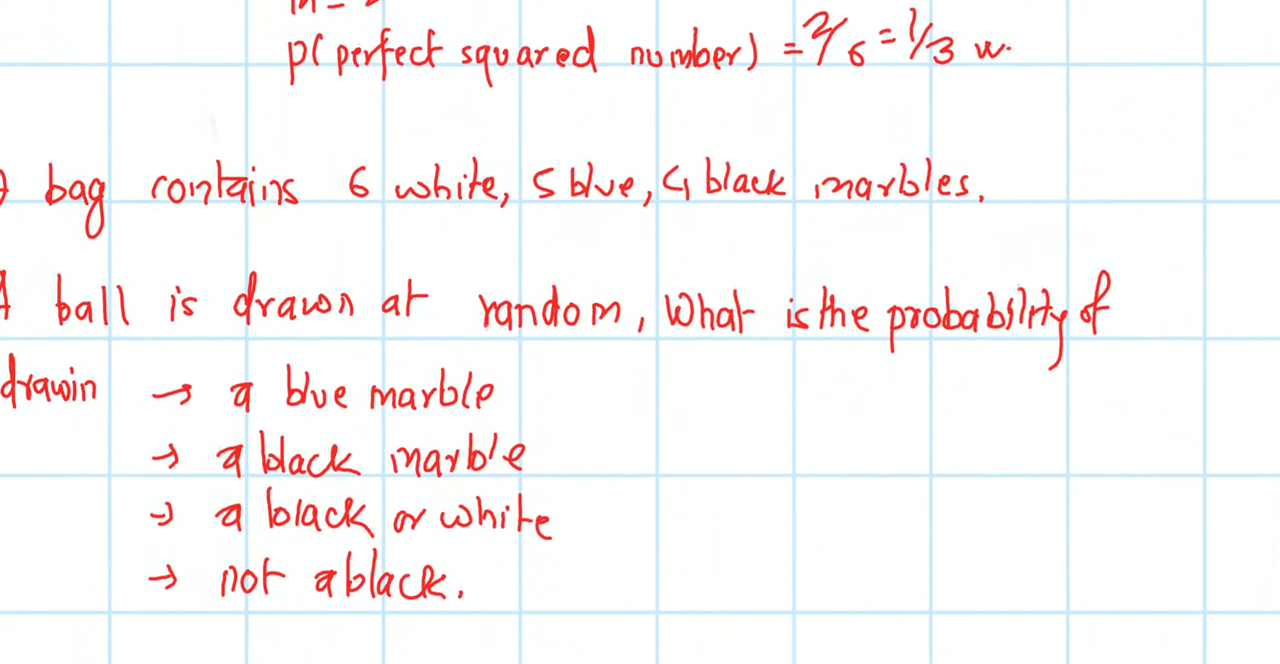 p( perfect squared number) = 2/6 = 1/3
bag contains 6 white, 5 blue, 4 black marbles.
A ball is drawn at random, What is the probability of
drawin → a blue marble
→ a black marble
→ a black or white
→ not a black.